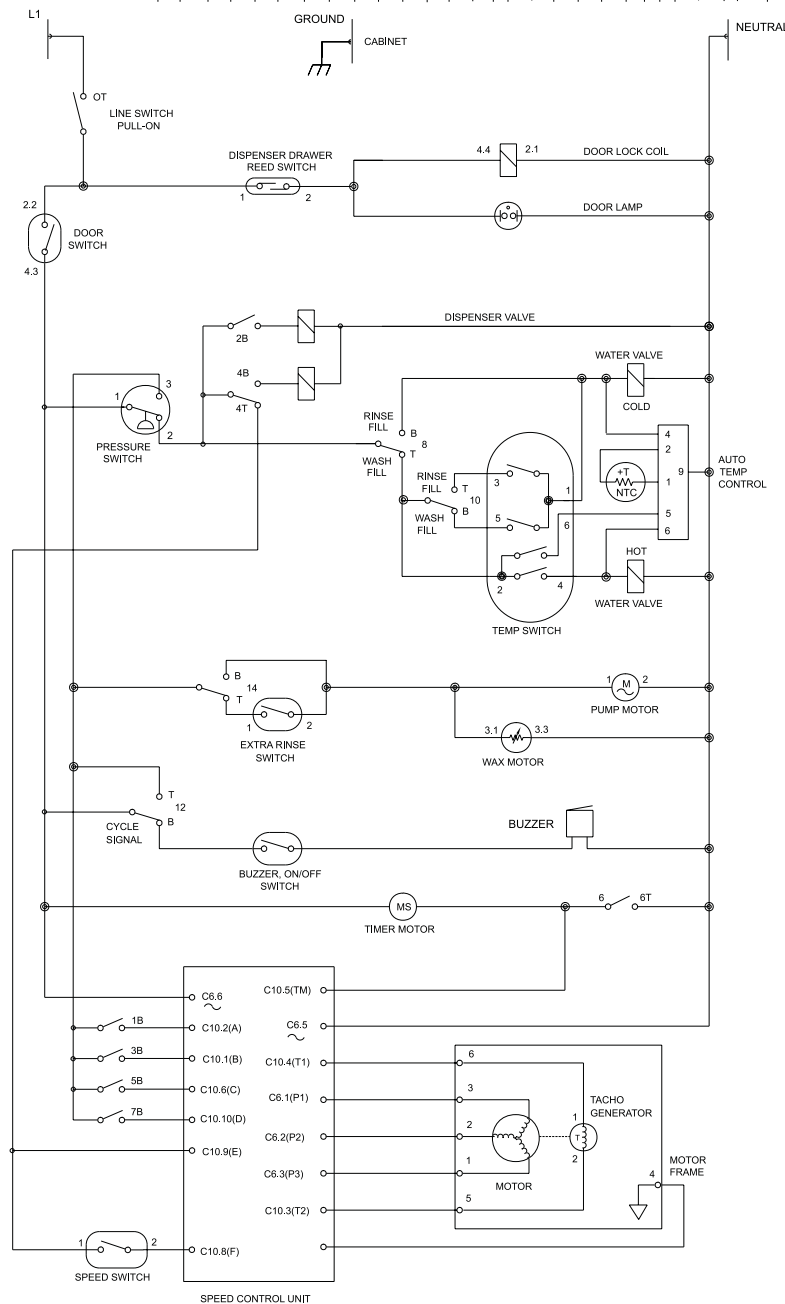 L1
GROUND
CABINET
NEUTRAL
OT
LINE SWITCH
PULL-ON
DISPENSER DRAWER
REED SWITCH
1 2
4.4 2.1
DOOR LOCK COIL
DOOR LAMP
2.2
DOOR
SWITCH
4.3
DISPENSER VALVE
2B
4B
4T
WATER VALVE
COLD
1 3
2
PRESSURE
SWITCH
RINSE
FILL
B
8
T
WASH
FILL
RINSE
FILL
T
10
B
WASH
FILL
3
1
5
6
2
4
TEMP SWITCH
4
2
9
1
5
6
+T
NTC
AUTO
TEMP
CONTROL
HOT
WATER VALVE
B
14
T
1 2
EXTRA RINSE
SWITCH
1 M 2
PUMP MOTOR
3.1 3.3
WAX MOTOR
T
12
B
CYCLE
SIGNAL
BUZZER, ON/OFF
SWITCH
BUZZER
MS
TIMER MOTOR
6 6T
C6.6
C10.5(TM)
1B
C10.2(A)
C6.5
3B
C10.1(B)
C10.4(T1)
6
5B
C10.6(C)
C6.1(P1)
3
7B
C10.10(D)
C6.2(P2)
2
C10.9(E)
C6.3(P3)
1
C10.3(T2)
5
MOTOR
TACHO
GENERATOR
1
T
2
MOTOR
FRAME
4
1 2
C10.8(F)
SPEED SWITCH
SPEED CONTROL UNIT